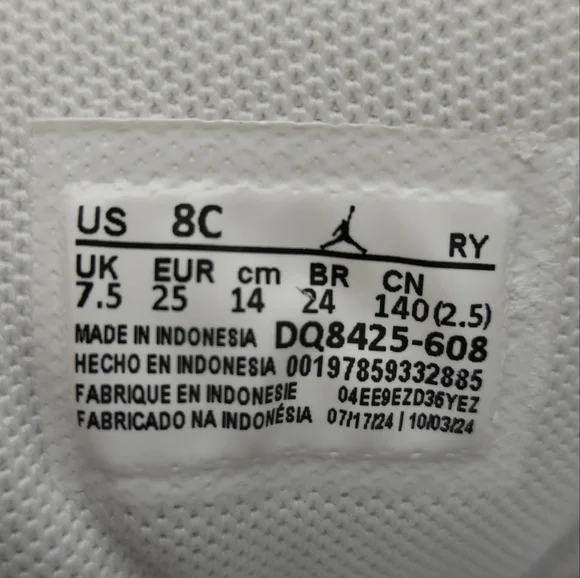 US 8C RY
UK EUR cm BR CN
7.5 25 14 24 140(2.5)
MADE IN INDONESIA DQ8425-608
HECHO EN INDONESIA 00197859332885
FABRIQUE EN INDONESIE 04EE9EZD36YEZ
FABRICADO NA INDONÉSIA 07/17/24 | 10/03/24